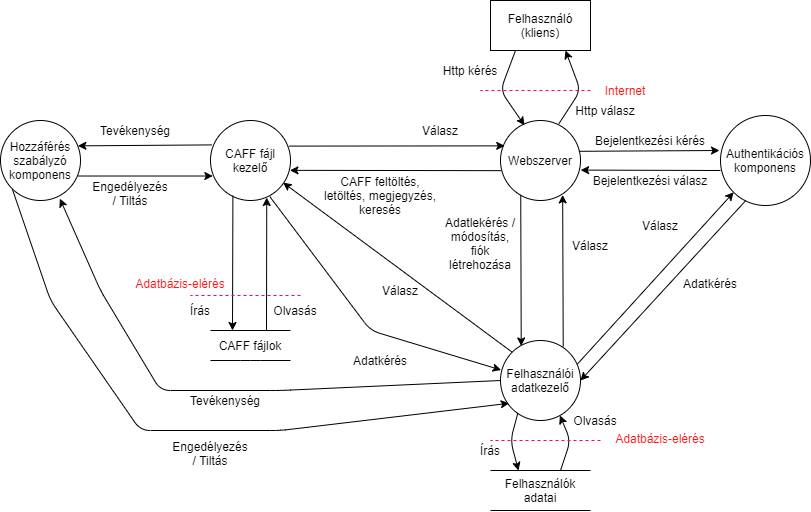 Felhasználó
(kliens)
Http kérés
Internet
Http válasz
Tevékenység
Válasz
Bejelentkezési kérés
Hozzáférés
szabályzó
komponens
CAFF fájl
kezelő
Webszerver
Authentikációs
komponens
Engedélyezés
/ Tiltás
CAFF feltöltés,
letöltés, megjegyzés,
keresés
Bejelentkezési válasz
Adatlekérés /
módosítás,
fiók
létrehozása
Válasz
Válasz
Adatbázis-elérés
Válasz
Adatkérés
Írás
Olvasás
CAFF fájlok
Adatkérés
Felhasználói
adatkezelő
Tevékenység
Olvasás
Engedélyezés
/ Tiltás
Írás
Adatbázis-elérés
Felhasználók
adatai